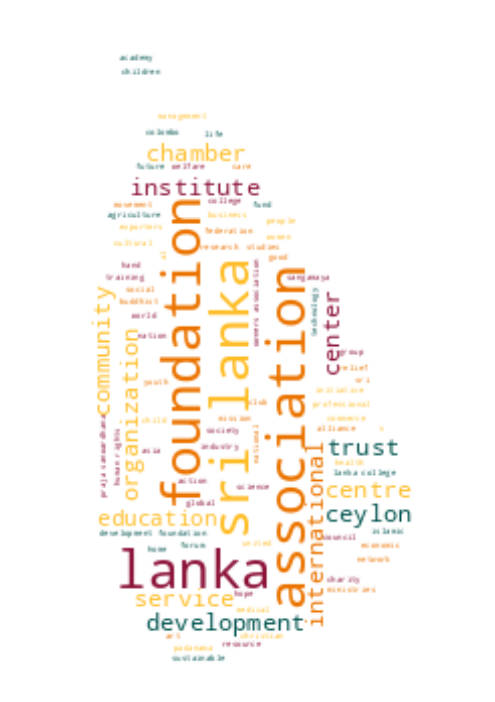 academy
children
management
colombo
life
chamber
future
welfare
care
institute
movement
college
fund
agriculture
business
exporters
people
federation
women
cultural
research
studies
good
al
hand
training
sangamaya
social
buddhist
world
nation
owners association
technology
center
community
organization
foundation
sri lanka
association
group
relief
youth
sri
initiative
club
professional
child
mission
commerce
society
alliance
s
praja sanwardhana
human rights
asia
industry
national
trust
health
lanka college
action
science
centre
global
ceylon
education
international
development foundation
islamic
council
home
forum
united
economic
network
lanka
charity
ministries
service
hope
medical
development
art
christian
padanama
resource
sustainable